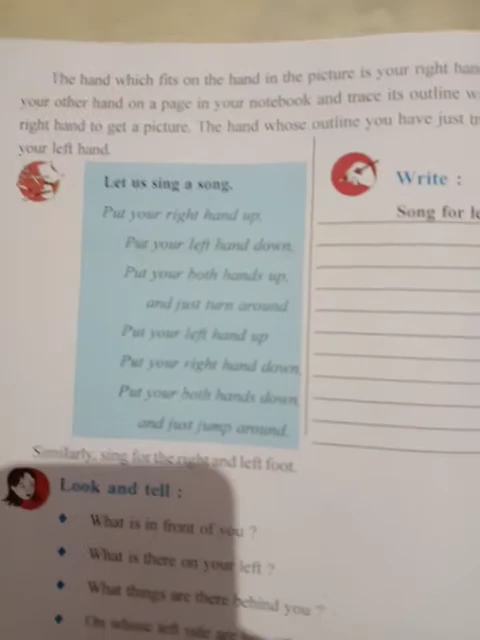 The hand which fits on the hand in the picture is your right
your other hand on a page in your notebook and trace its outline
right hand to get a picture. The hand whose outline you have just
your left hand.
Let us sing a song.
Put your right hand up,
Put your left hand down,
Put your both hands up,
and just turn around
Put your left hand up
Put your right hand down,
Put your both hands down,
and just jump around.
Write :
Song for
Similarly, sing for the right and left foot.
Look and tell :
What is in front of you ?
What is there on your left ?
What things are there behind you ?
On whose left side are